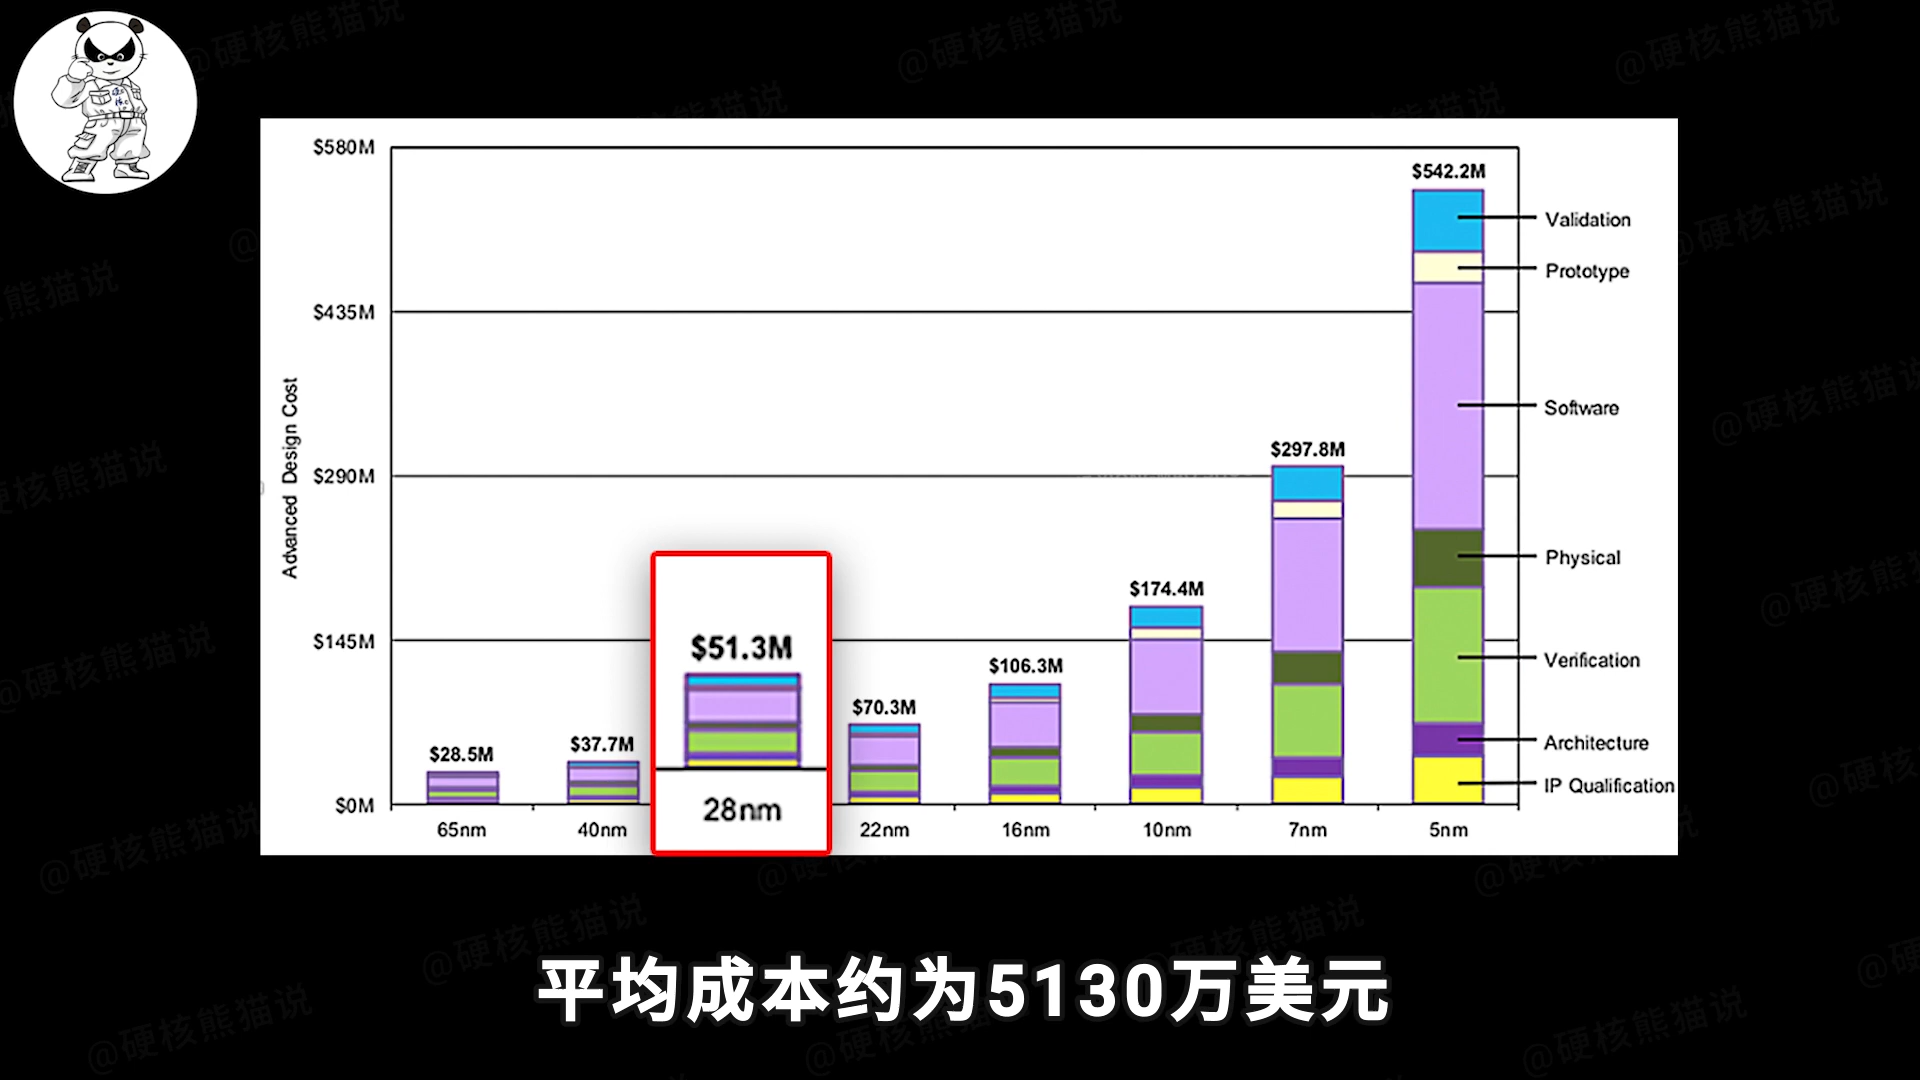 @硬核熊猫说
$580M
$435M
$290M
$145M
$0M
Advanced Design Cost
$28.5M
$37.7M
$51.3M
$70.3M
$106.3M
$174.4M
$297.8M
$542.2M
65nm
40nm
28nm
22nm
16nm
10nm
7nm
5nm
Validation
Prototype
Software
Physical
Verification
Architecture
IP Qualification
平均成本约为5130万美元